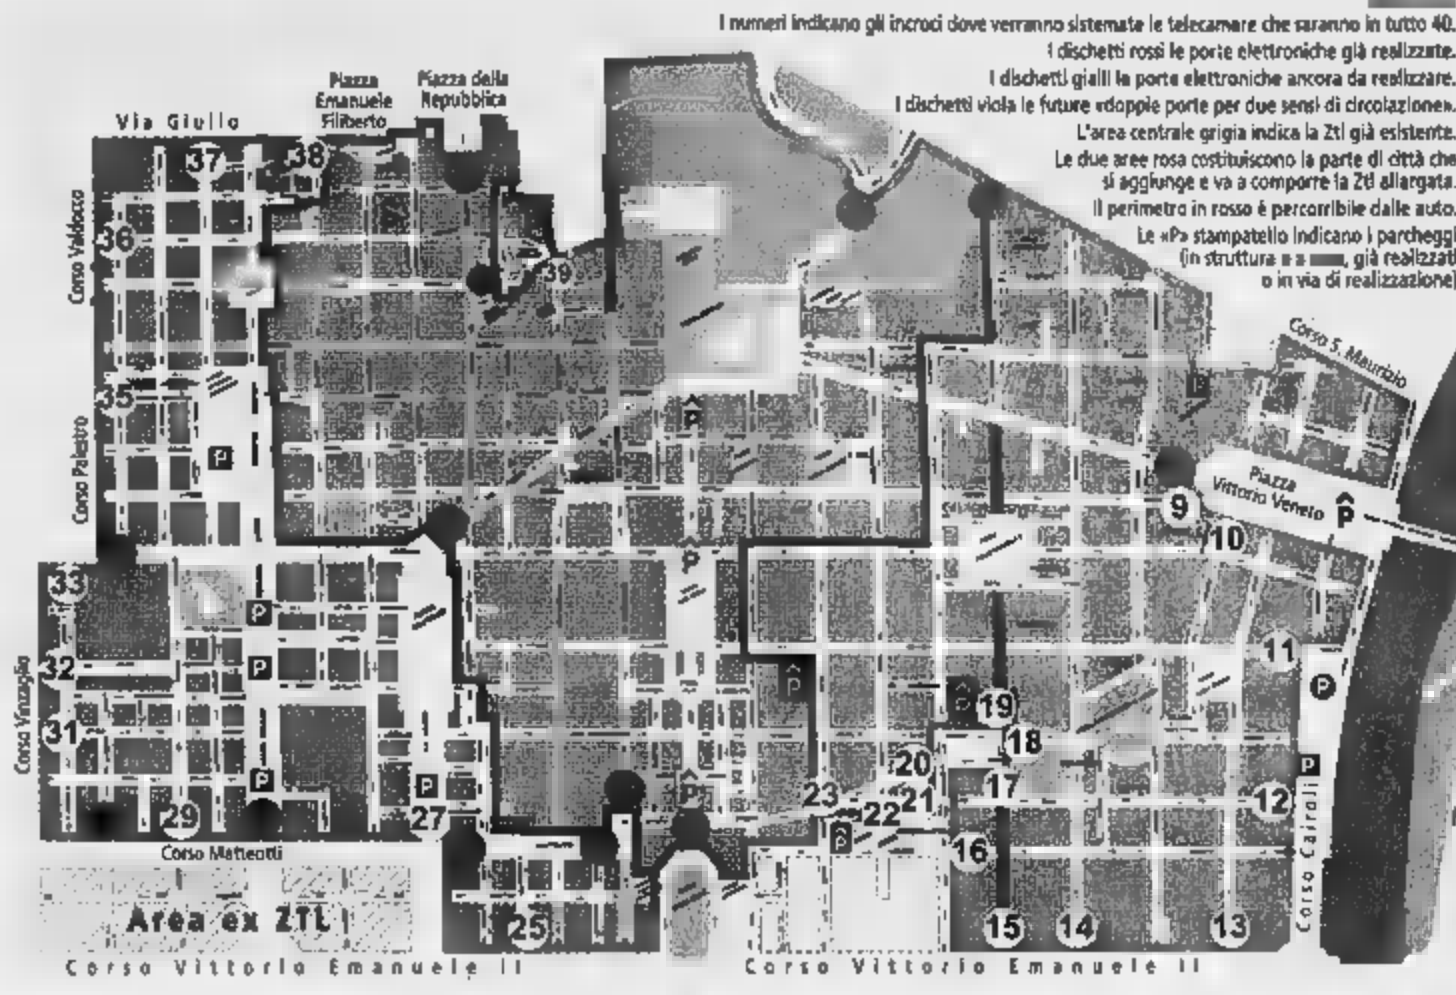 I numeri indicano gli incroci dove verranno sistemate le telecamere che saranno in tutto 40.
I dischetti rossi le porte elettroniche già realizzate.
I dischetti gialli le porte elettroniche ancora da realizzare.
I dischetti viola le future «doppie porte per due sensi di circolazione».
L'area centrale grigia indica la Ztl già esistente.
Le due aree rosa costituiscono la parte di città che
si aggiunge e va a comporre la Ztl allargata.
Il perimetro in rosso è percorribile dalle auto.
Le «P» stampatello indicano i parcheggi
(in struttura e a , già realizzati
o in via di realizzazione)
Piazza
Emanuele
Filiberto
Piazza della
Repubblica
Via Giulio
37
38
Corso Valdocco
36
39
Corso S. Maurizio
35
P
P
P
Corso Palestro
Piazza
Vittorio Veneto
P
9
10
P
33
P
11
32
P
P
P
P
19
Corso Vinzaglio
31
18
20
P
P
P
P
23
22
21
17
12
29
27
P
16
Corso Cairoli
Corso Matteotti
Area ex ZTL
25
15
14
13
Corso Vittorio Emanuele II
Corso Vittorio Emanuele II